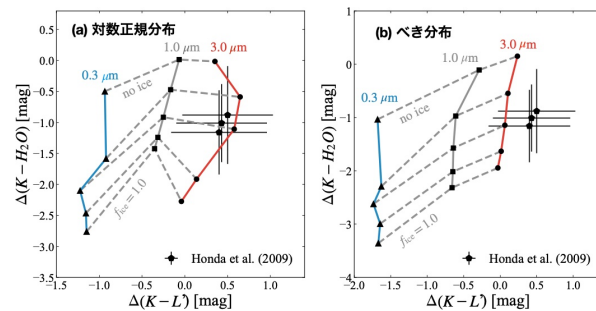 (a) 対数正規分布
1.0 μm
3.0 μm
0.3 μm
no ice
f_ice = 1.0
Honda et al. (2009)
Δ(K − H₂O) [mag]
0.5
0.0
−0.5
−1.0
−1.5
−2.0
−2.5
−3.0
−3.5
−1.5
−1.0
−0.5
0.0
0.5
1.0
Δ(K − L') [mag]
(b) べき分布
1.0 μm
3.0 μm
0.3 μm
no ice
f_ice = 1.0
Honda et al. (2009)
Δ(K − H₂O) [mag]
1
0
−1
−2
−3
−4
−2.0
−1.5
−1.0
−0.5
0.0
0.5
1.0
Δ(K − L') [mag]